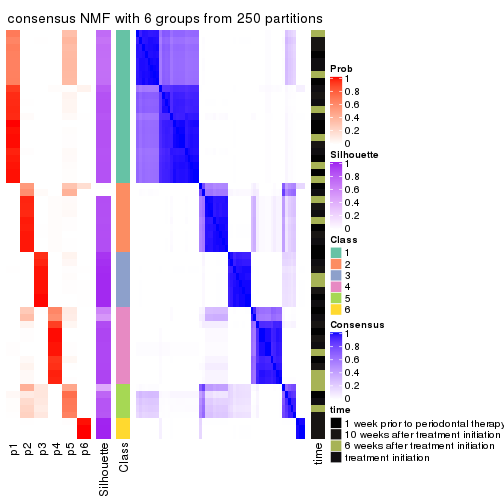 consensus NMF with 6 groups from 250 partitions
Prob
1
0.8
0.6
0.4
0.2
0
Silhouette
1
0.8
0.6
0.4
0.2
0
Class
1
2
3
4
5
6
Consensus
1
0.8
0.6
0.4
0.2
0
time
1 week prior to periodontal therapy
10 weeks after treatment initiation
6 weeks after treatment initiation
treatment initiation
p1
p2
p3
p4
p5
p6
Silhouette
Class
time